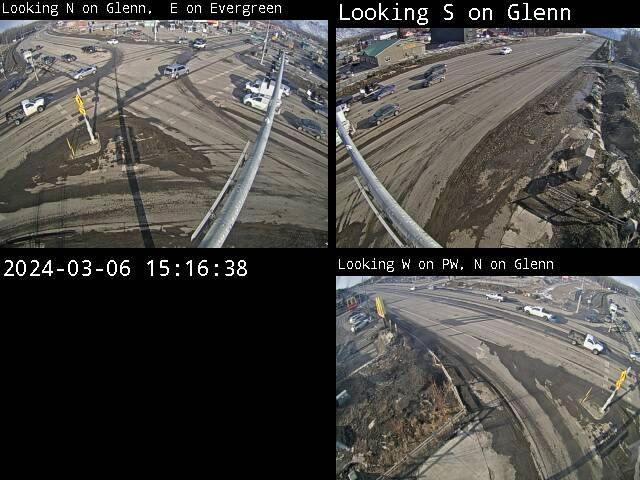 Looking N on Glenn,  E on Evergreen
Looking S on Glenn
2024-03-06 15:16:38
Looking W on PW, N on Glenn